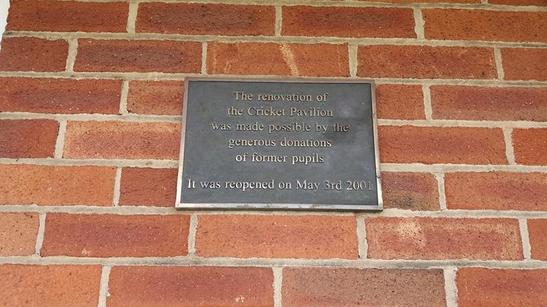 The renovation of
the Cricket Pavilion
was made possible by the
generous donations
of former pupils
It was reopened on May 3rd 2001